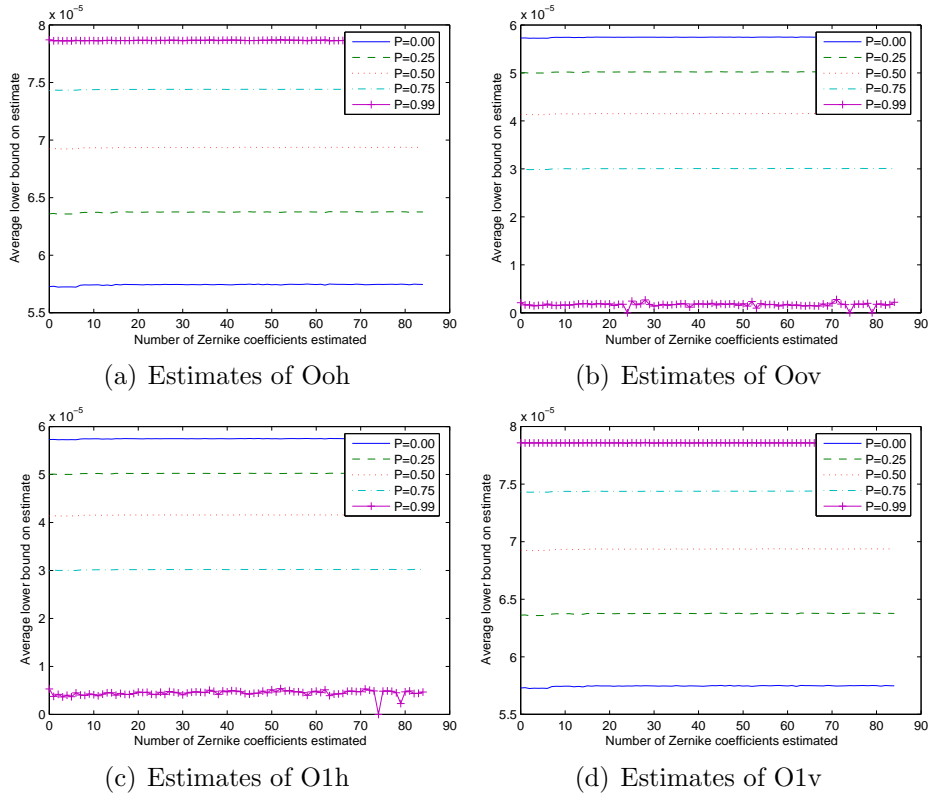 x 10⁻⁵
8
7.5
7
6.5
6
5.5
0 10 20 30 40 50 60 70 80 90
Average lower bound on estimate
Number of Zernike coefficients estimated
P=0.00
P=0.25
P=0.50
P=0.75
P=0.99
(a) Estimates of Ooh
x 10⁻⁵
6
5
4
3
2
1
0
0 10 20 30 40 50 60 70 80 90
Average lower bound on estimate
Number of Zernike coefficients estimated
P=0.00
P=0.25
P=0.50
P=0.75
P=0.99
(b) Estimates of Oov
x 10⁻⁵
6
5
4
3
2
1
0
0 10 20 30 40 50 60 70 80 90
Average lower bound on estimate
Number of Zernike coefficients estimated
P=0.00
P=0.25
P=0.50
P=0.75
P=0.99
(c) Estimates of O1h
x 10⁻⁵
8
7.5
7
6.5
6
5.5
0 10 20 30 40 50 60 70 80 90
Average lower bound on estimate
Number of Zernike coefficients estimated
P=0.00
P=0.25
P=0.50
P=0.75
P=0.99
(d) Estimates of O1v